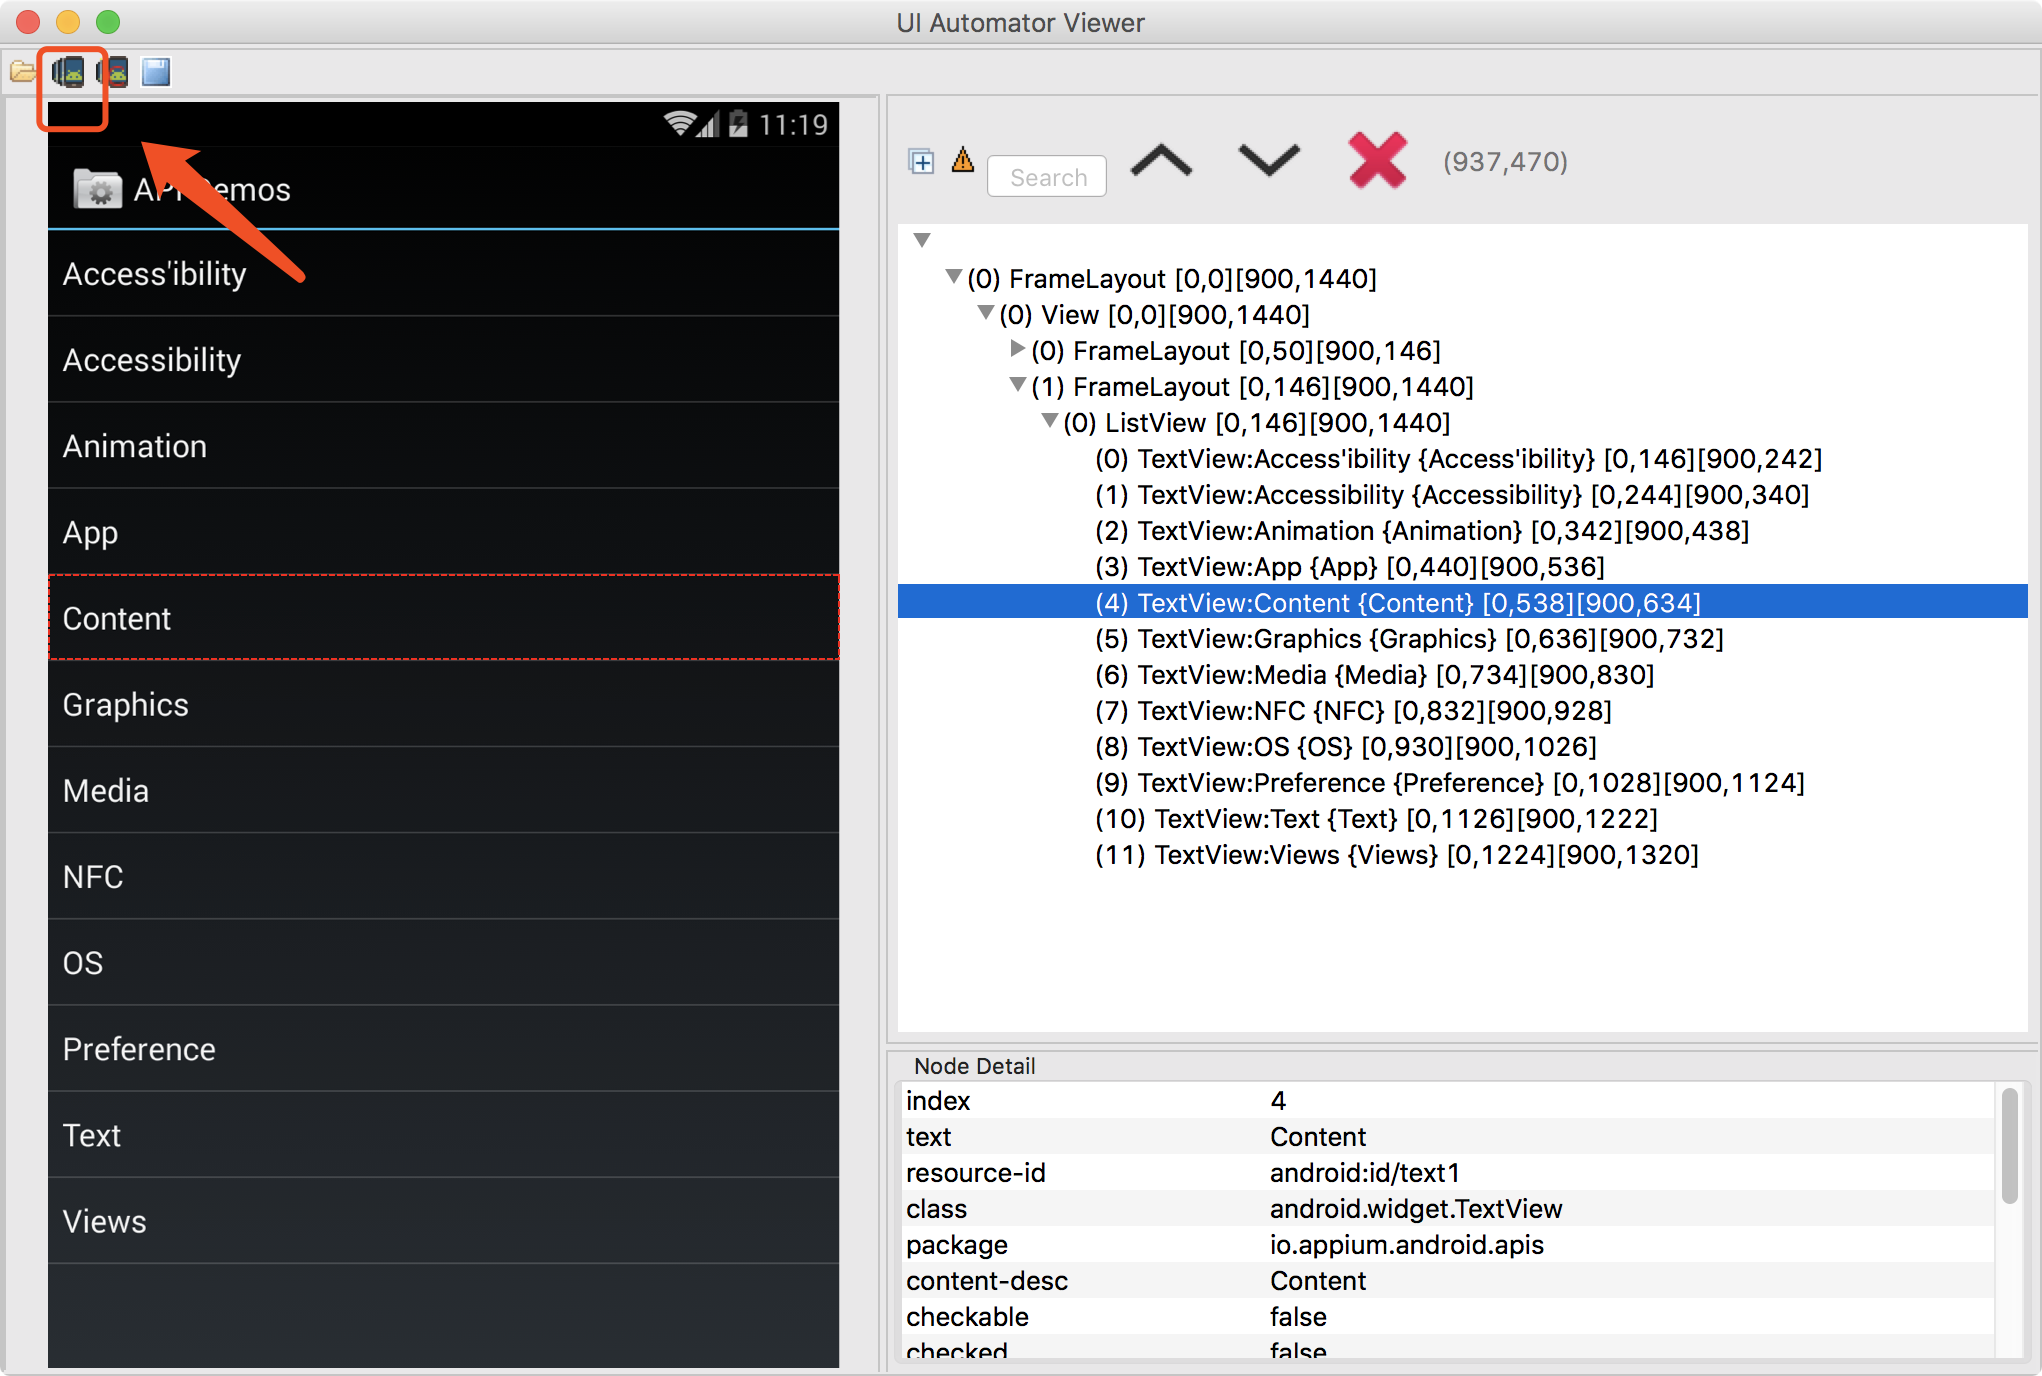 UI Automator Viewer
11:19
API Demos
Access'ibility
Accessibility
Animation
App
Content
Graphics
Media
NFC
OS
Preference
Text
Views
Search
(937,470)
(0) FrameLayout [0,0][900,1440]
(0) View [0,0][900,1440]
(0) FrameLayout [0,50][900,146]
(1) FrameLayout [0,146][900,1440]
(0) ListView [0,146][900,1440]
(0) TextView:Access'ibility {Access'ibility} [0,146][900,242]
(1) TextView:Accessibility {Accessibility} [0,244][900,340]
(2) TextView:Animation {Animation} [0,342][900,438]
(3) TextView:App {App} [0,440][900,536]
(4) TextView:Content {Content} [0,538][900,634]
(5) TextView:Graphics {Graphics} [0,636][900,732]
(6) TextView:Media {Media} [0,734][900,830]
(7) TextView:NFC {NFC} [0,832][900,928]
(8) TextView:OS {OS} [0,930][900,1026]
(9) TextView:Preference {Preference} [0,1028][900,1124]
(10) TextView:Text {Text} [0,1126][900,1222]
(11) TextView:Views {Views} [0,1224][900,1320]
Node Detail
index 4
text Content
resource-id android:id/text1
class android.widget.TextView
package io.appium.android.apis
content-desc Content
checkable false
checked false